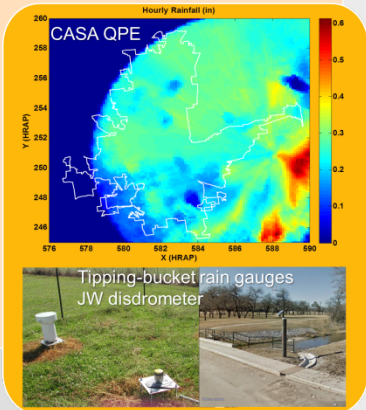 Hourly Rainfall (in)
CASA QPE
260
258
256
254
252
250
248
246
Y (HRAP)
576 578 580 582 584 586 588 590
X (HRAP)
0.6
0.5
0.4
0.3
0.2
0.1
0
Tipping-bucket rain gauges
JW disdrometer